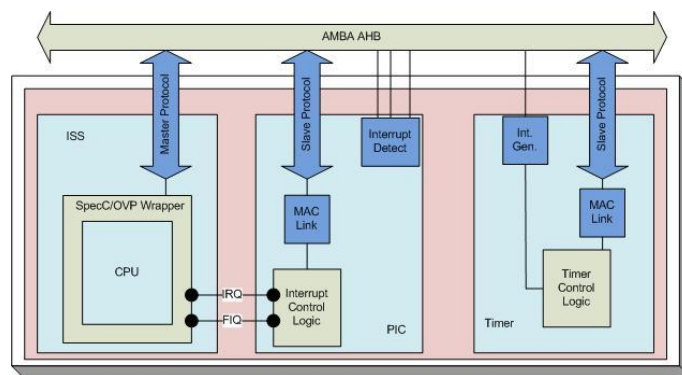 AMBA AHB
Master Protocol
Slave Protocol
Slave Protocol
ISS
Interrupt
Detect
Int.
Gen.
SpecC/OVP Wrapper
MAC
Link
MAC
Link
CPU
IRQ
FIQ
Interrupt
Control
Logic
PIC
Timer
Control
Logic
Timer